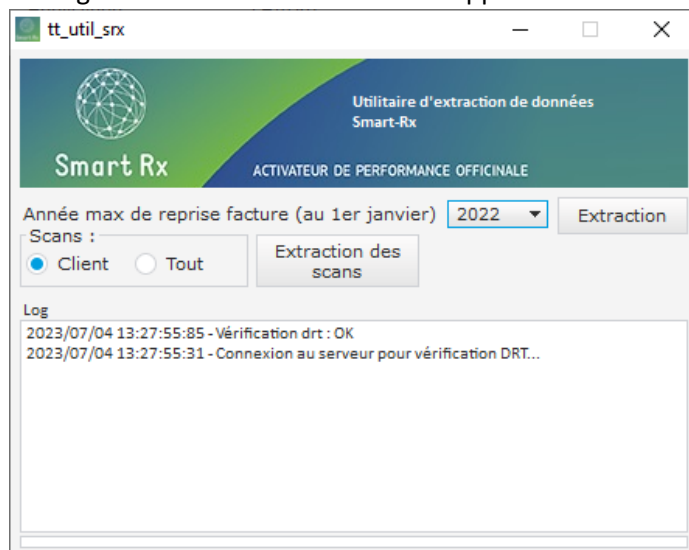 tt_util_srx
Utilitaire d'extraction de données
Smart-Rx
Smart Rx
ACTIVATEUR DE PERFORMANCE OFFICINALE
Année max de reprise facture (au 1er janvier) 2022 Extraction
Scans :
Client Tout
Extraction des
scans
Log
2023/07/04 13:27:55:85 - Vérification drt : OK
2023/07/04 13:27:55:31 - Connexion au serveur pour vérification DRT...